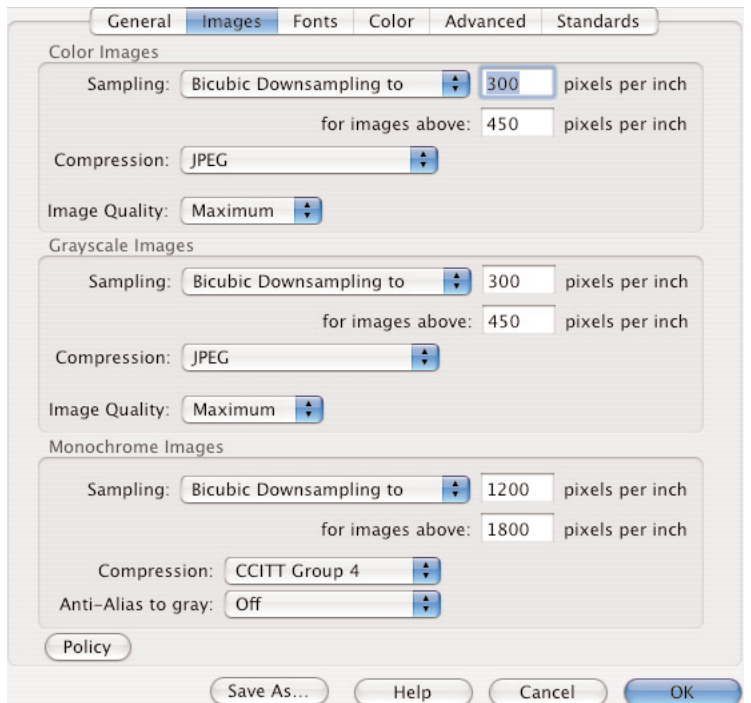 General Images Fonts Color Advanced Standards
Color Images
Sampling: Bicubic Downsampling to 300 pixels per inch
for images above: 450 pixels per inch
Compression: JPEG
Image Quality: Maximum
Grayscale Images
Sampling: Bicubic Downsampling to 300 pixels per inch
for images above: 450 pixels per inch
Compression: JPEG
Image Quality: Maximum
Monochrome Images
Sampling: Bicubic Downsampling to 1200 pixels per inch
for images above: 1800 pixels per inch
Compression: CCITT Group 4
Anti-Alias to gray: Off
Policy
Save As... Help Cancel OK